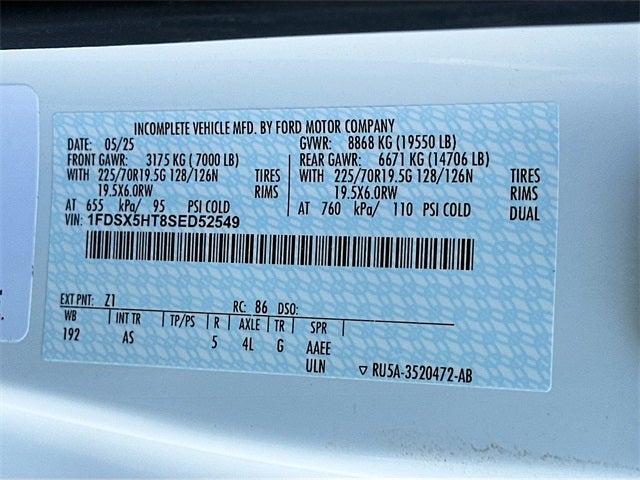 INCOMPLETE VEHICLE MFD. BY FORD MOTOR COMPANY
DATE: 05/25 GVWR: 8868 KG (19550 LB)
FRONT GAWR: 3175 KG (7000 LB) REAR GAWR: 6671 KG (14706 LB)
WITH 225/70R19.5G 128/126N TIRES WITH 225/70R19.5G 128/126N TIRES
19.5X6.0RW RIMS 19.5X6.0RW RIMS
AT 655 kPa/ 95 PSI COLD AT 760 kPa/ 110 PSI COLD DUAL
VIN: 1FDSX5HT8SED52549
EXT PNT: Z1 RC: 86 DSO:
WB INT TR TP/PS R AXLE TR SPR
192 AS 5 4L G AAEE
ULN ▽ RU5A-3520472-AB